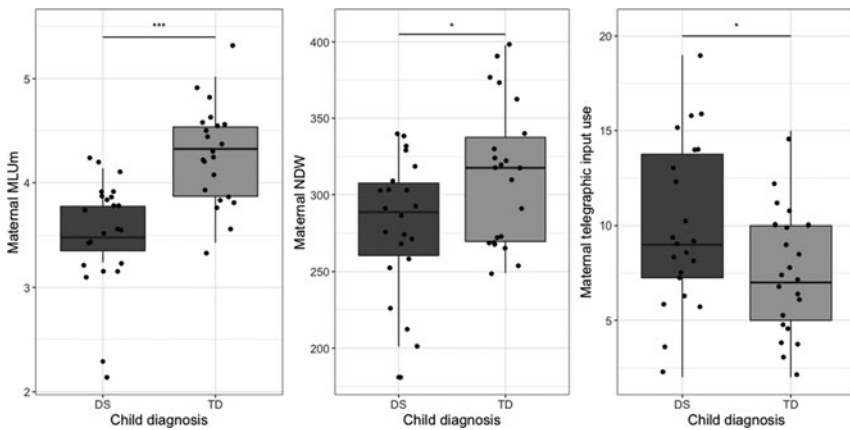 ***
*
*
Maternal MLUm
5
4
3
2
DS
TD
Child diagnosis
Maternal NDW
400
350
300
250
200
DS
TD
Child diagnosis
Maternal telegraphic input use
20
15
10
5
DS
TD
Child diagnosis